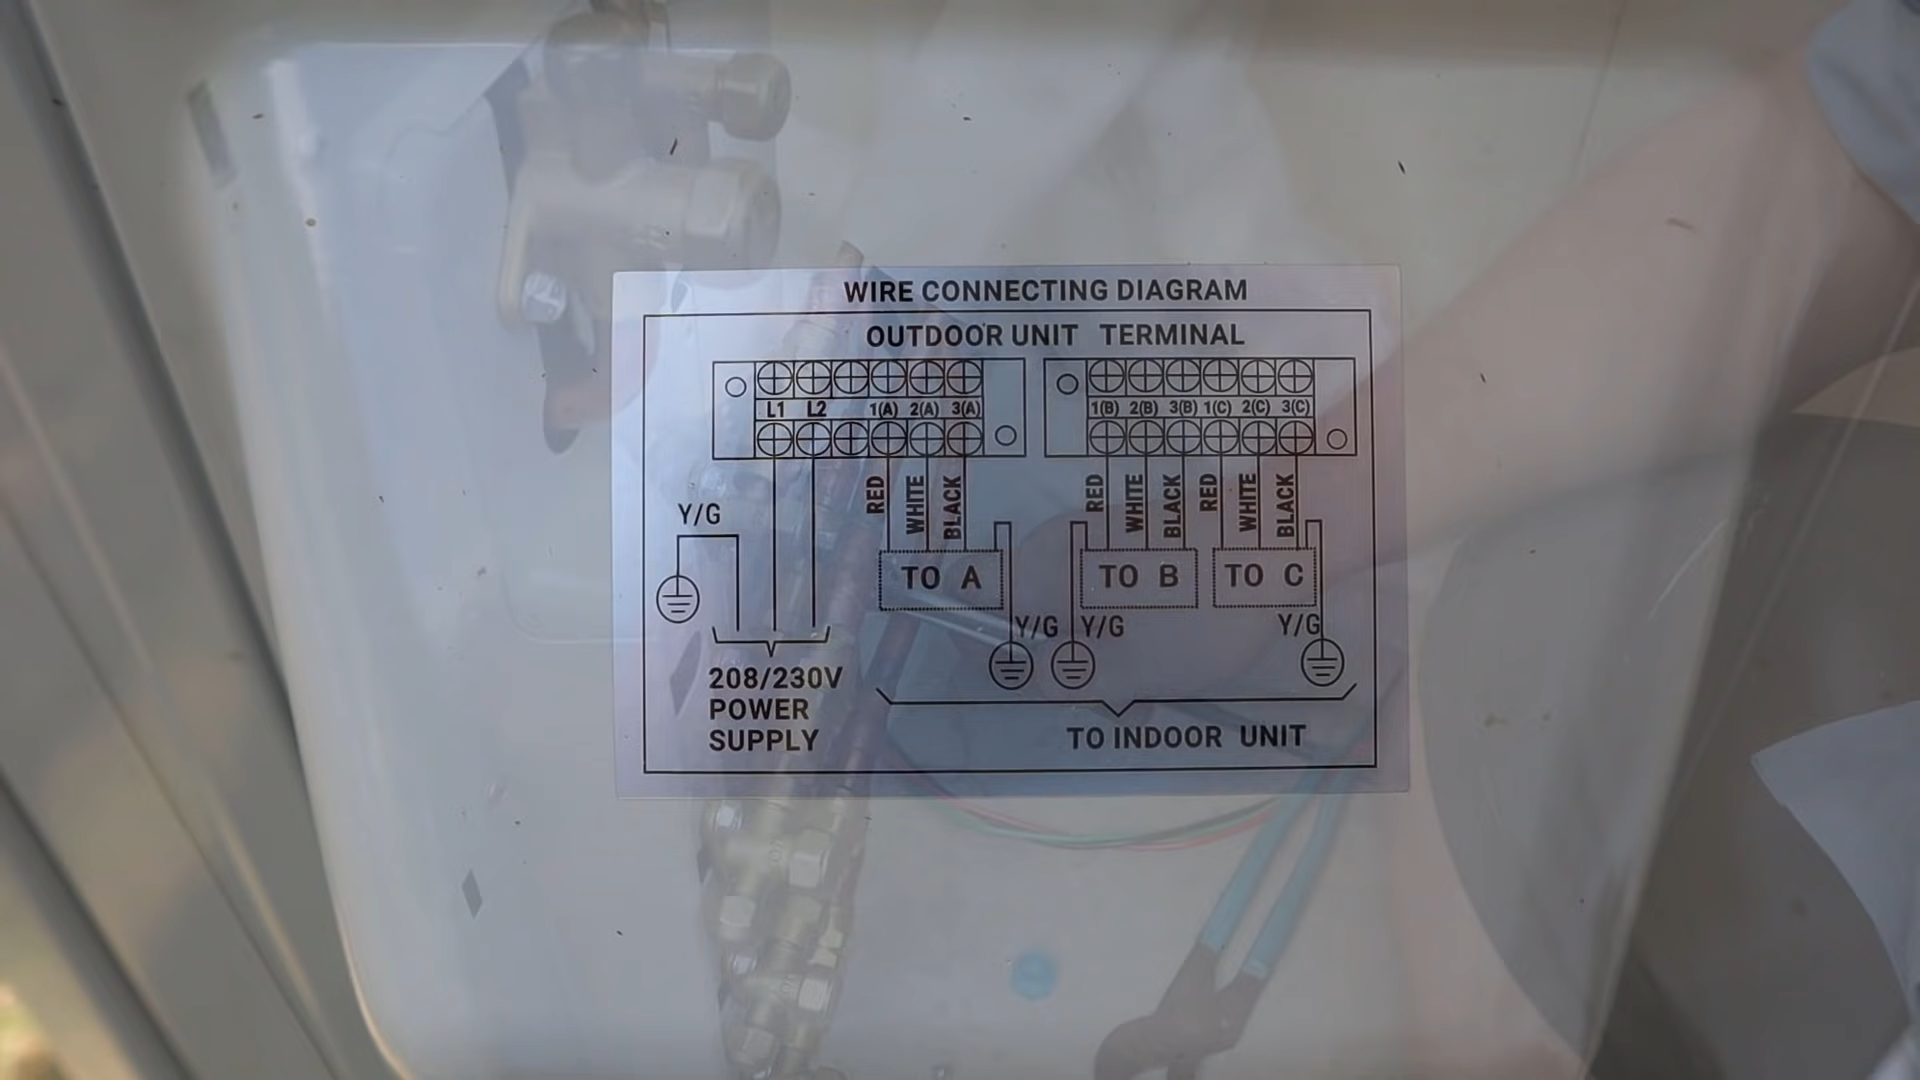 WIRE CONNECTING DIAGRAM
OUTDOOR UNIT TERMINAL
L1 L2 1(A) 2(A) 3(A)
1(B) 2(B) 3(B) 1(C) 2(C) 3(C)
RED WHITE BLACK
RED WHITE BLACK RED WHITE BLACK
Y/G
TO A
TO B
TO C
Y/G Y/G Y/G
208/230V
POWER
SUPPLY
TO INDOOR UNIT